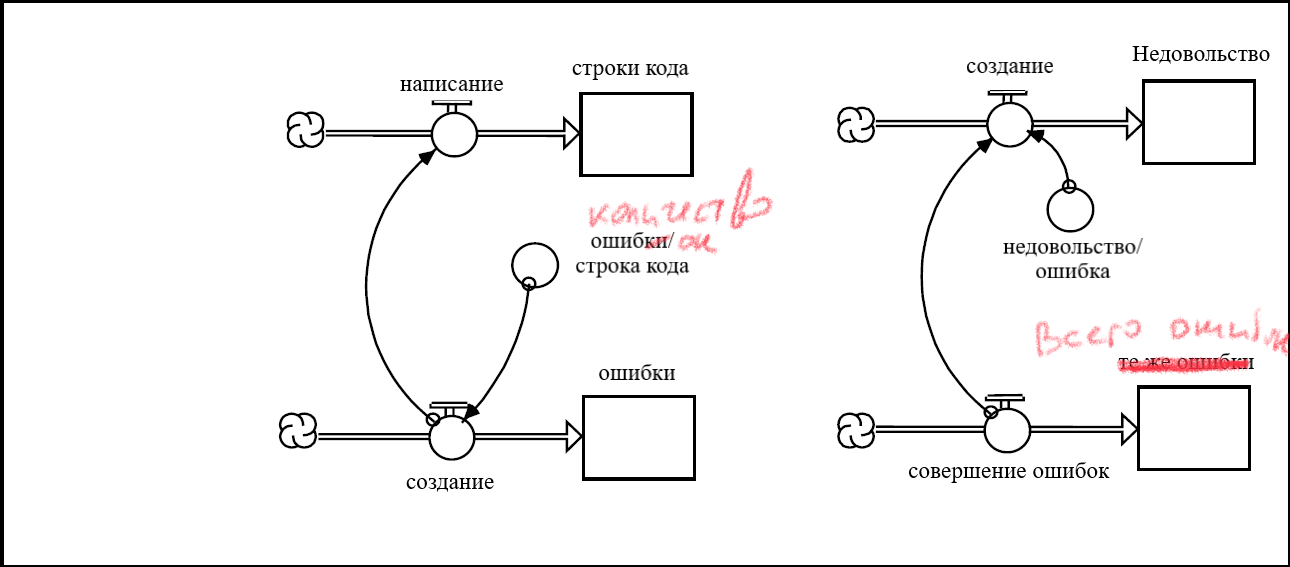 написание
строки кода
количество
ошибки/
ок
строка кода
ошибки
создание
создание
Недовольство
недовольство/
ошибка
Всего
те же ошибки
совершение ошибок